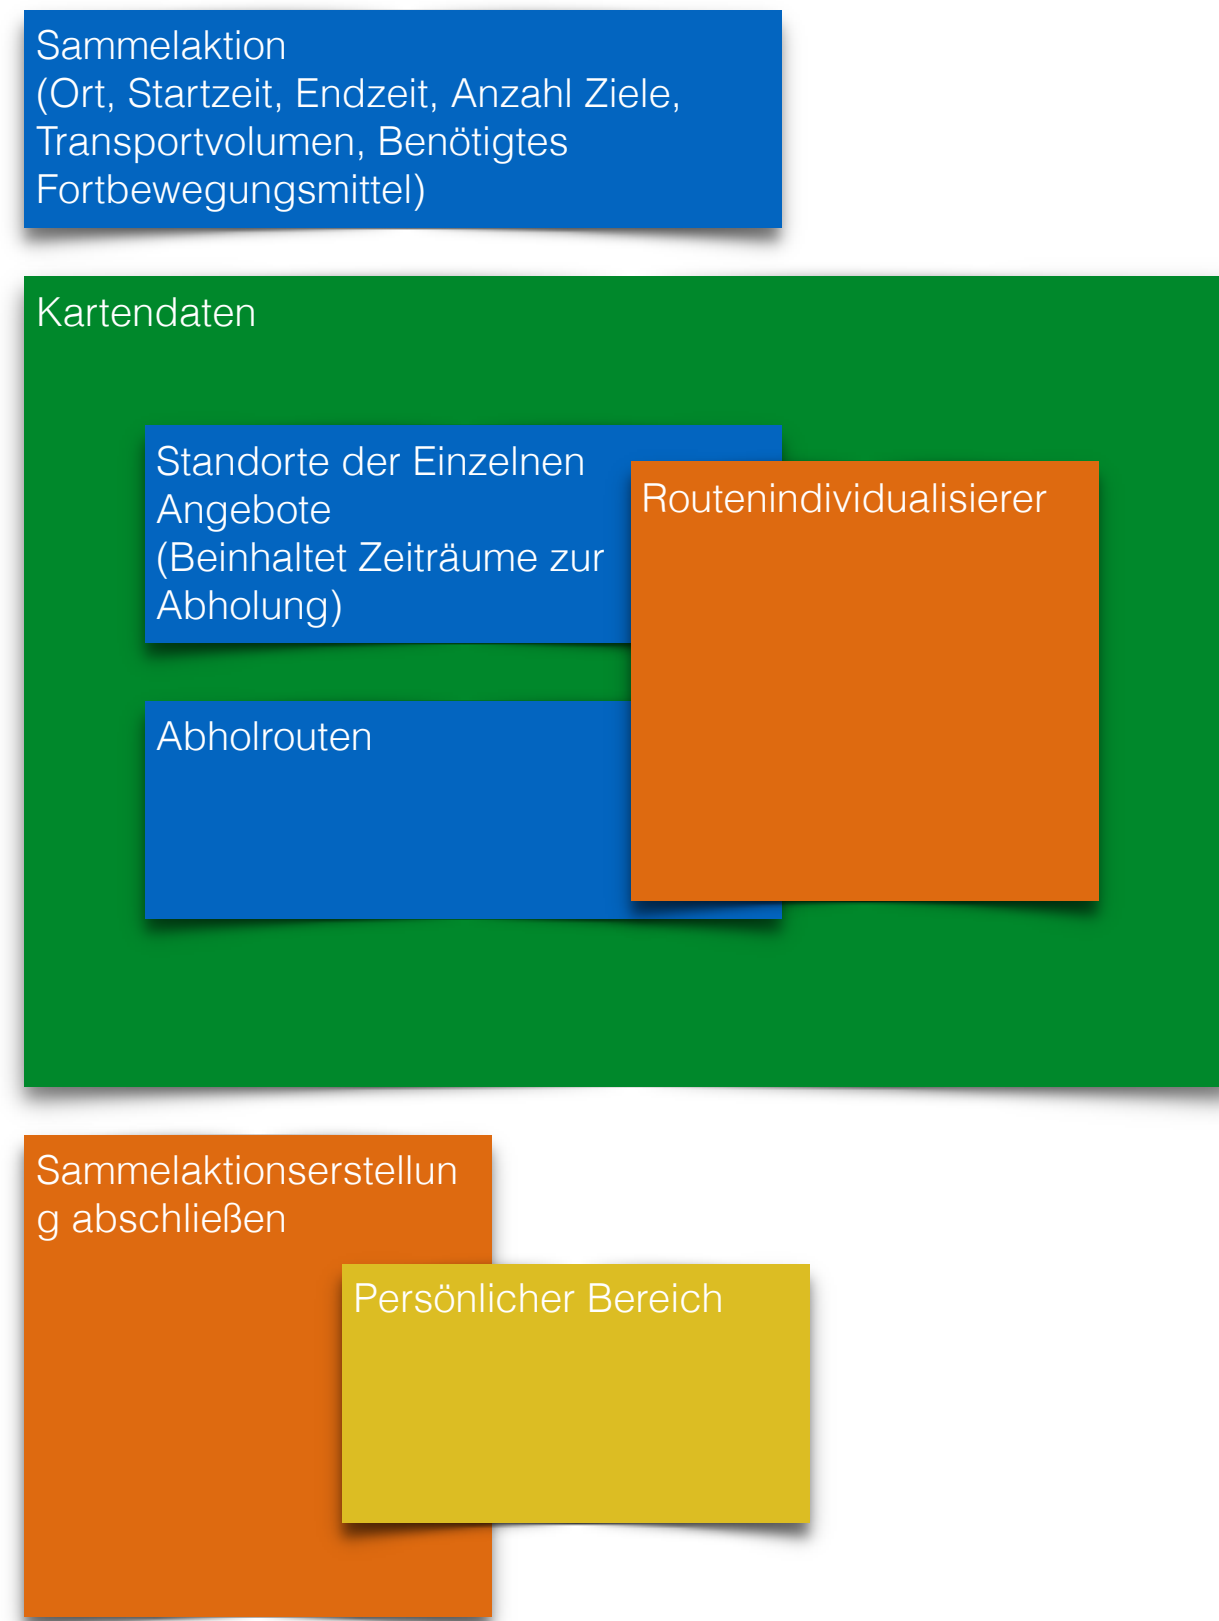 Sammelaktion
(Ort, Startzeit, Endzeit, Anzahl Ziele,
Transportvolumen, Benötigtes
Fortbewegungsmittel)
Kartendaten
Standorte der Einzelnen
Angebote
(Beinhaltet Zeiträume zur
Abholung)
Routenindividualisierer
Abholrouten
Sammelaktionserstellun
g abschließen
Persönlicher Bereich